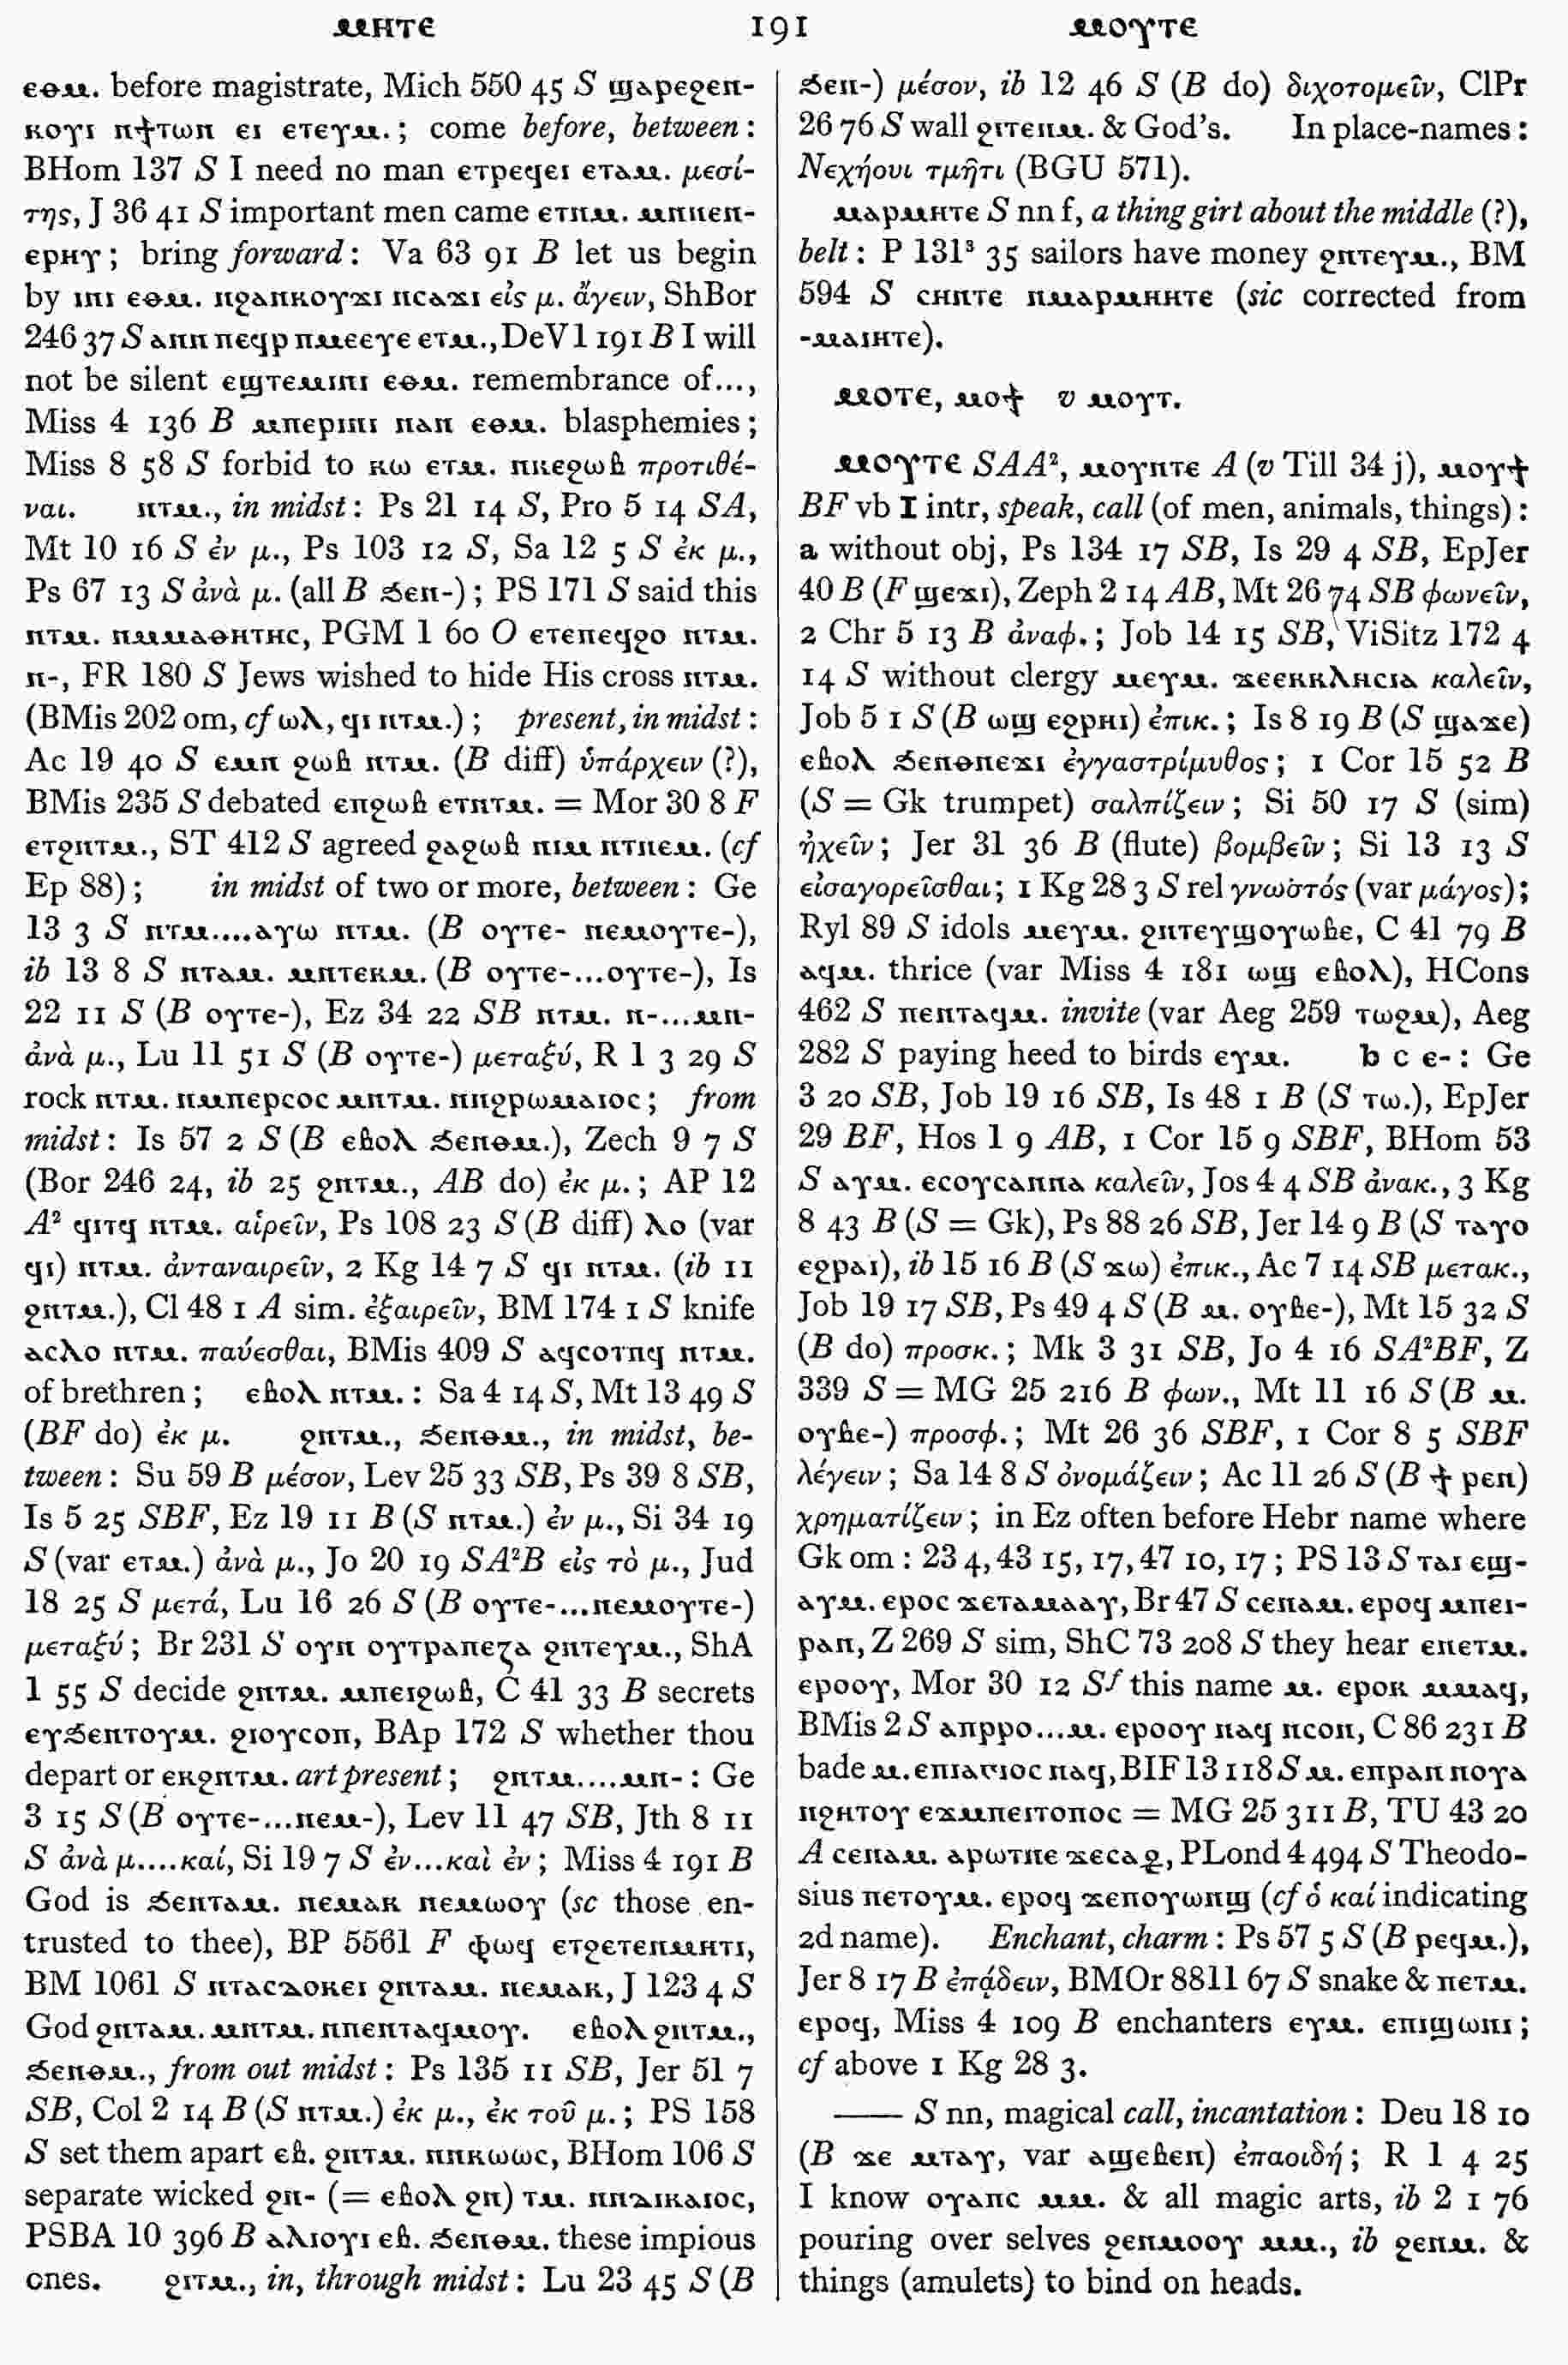 ⲙⲏⲧⲉ 191 ⲙⲟⲩⲧⲉ
ⲉⲑⲙ. before magistrate, Mich 550 45 S ϣⲁⲣⲉϩⲉⲛ-
ⲕⲟⲩⲓ ⲛϯⲧⲱⲛ ⲉⲓ ⲉⲧⲉⲩⲙ. ; come before, between :
BHom 137 S I need no man ⲉⲧⲣⲉϥⲉⲓ ⲉⲧⲁⲙ. μεσί-
της, J 36 41 S important men came ⲉⲧⲛⲙ. ⲙⲛⲛⲉⲛ-
ⲉⲣⲏⲩ ; bring forward : Va 63 91 B let us begin
by ⲓⲛⲓ ⲉⲑⲙ. ⲛϩⲁⲛⲕⲟⲩϫⲓ ⲛⲥⲁϫⲓ εἰς μ. ἄγειν, ShBor
246 37 S ⲁⲛⲛ ⲡⲉϥⲣ ⲡⲙⲉⲉⲩⲉ ⲉⲧⲙ., DeVl 191 B I will
not be silent ⲉϣⲧⲉⲙⲓⲛⲓ ⲉⲑⲙ. remembrance of...,
Miss 4 136 B ⲙⲡⲉⲣⲓⲛⲓ ⲛⲁⲛ ⲉⲑⲙ. blasphemies ;
Miss 8 58 S forbid to ⲕⲱ ⲉⲧⲙ. ⲛⲕⲉϩⲱⲃ προτιθέ-
ναι. ⲛⲧⲙ., in midst : Ps 21 14 S, Pro 5 14 SA,
Mt 10 16 S ἐν μ., Ps 103 12 S, Sa 12 5 S ἐκ μ.,
Ps 67 13 S ἀνὰ μ. (all B ϧⲉⲛ-) ; PS 171 S said this
ⲛⲧⲙ. ⲛⲙⲙⲁⲑⲏⲧⲏⲥ, PGM 1 60 O ⲉⲧⲉⲡⲉϥϩⲟ ⲛⲧⲙ.
ⲛ-, FR 180 S Jews wished to hide His cross ⲛⲧⲙ.
(BMis 202 om, cf ⲱⲗ, ϥⲓ ⲛⲧⲙ.) ; present, in midst :
Ac 19 40 S ⲉⲙⲛ ϩⲱⲃ ⲛⲧⲙ. (B diff) ὑπάρχειν (?),
BMis 235 S debated ⲉⲡϩⲱⲃ ⲉⲧⲛⲧⲙ. = Mor 30 8 F
ⲉⲧϩⲛⲧⲙ., ST 412 S agreed ϩⲁϩⲱⲃ ⲛⲓⲙ ⲛⲧⲛⲉⲙ. (cf
Ep 88) ; in midst of two or more, between : Ge
13 3 S ⲛⲧⲙ....ⲁⲩⲱ ⲛⲧⲙ. (B ⲟⲩⲧⲉ- ⲛⲉⲙⲟⲩⲧⲉ-),
ib 13 8 S ⲛⲧⲁⲙ. ⲙⲛⲧⲉⲕⲙ. (B ⲟⲩⲧⲉ-...ⲟⲩⲧⲉ-), Is
22 11 S (B ⲟⲩⲧⲉ-), Ez 34 22 SB ⲛⲧⲙ. ⲛ-...ⲙⲛ-
ἀνὰ μ., Lu 11 51 S (B ⲟⲩⲧⲉ-) μεταξύ, R 1 3 29 S
rock ⲛⲧⲙ. ⲛⲙⲡⲉⲣⲥⲟⲥ ⲙⲛⲧⲙ. ⲛⲛϩⲣⲱⲙⲁⲓⲟⲥ ; from
midst : Is 57 2 S (B ⲉⲃⲟⲗ ϧⲉⲛⲑⲙ.), Zech 9 7 S
(Bor 246 24, ib 25 ϩⲛⲧⲙ., AB do) ἐκ μ. ; AP 12
A² ϥⲓⲧϥ ⲛⲧⲙ. αἱρεῖν, Ps 108 23 S (B diff) ⲗⲟ (var
ϥⲓ) ⲛⲧⲙ. ἀνταναιρεῖν, 2 Kg 14 7 S ϥⲓ ⲛⲧⲙ. (ib 11
ϩⲛⲧⲙ.), Cl 48 1 A sim. ἐξαιρεῖν, BM 174 1 S knife
ⲁⲥⲗⲟ ⲛⲧⲙ. παύεσθαι, BMis 409 S ⲁϥⲥⲟⲧⲛϥ ⲛⲧⲙ.
of brethren ; ⲉⲃⲟⲗ ⲛⲧⲙ. : Sa 4 14 S, Mt 13 49 S
(BF do) ἐκ μ. ϩⲛⲧⲙ., ϧⲉⲛⲑⲙ., in midst, be-
tween : Su 59 B μέσον, Lev 25 33 SB, Ps 39 8 SB,
Is 5 25 SBF, Ez 19 11 B (S ⲛⲧⲙ.) ἐν μ., Si 34 19
S (var ⲉⲧⲙ.) ἀνὰ μ., Jo 20 19 SA²B εἰς τὸ μ., Jud
18 25 S μετά, Lu 16 26 S (B ⲟⲩⲧⲉ-...ⲛⲉⲙⲟⲩⲧⲉ-)
μεταξύ ; Br 231 S ⲟⲩⲛ ⲟⲩⲧⲣⲁⲡⲉⲍⲁ ϩⲛⲧⲉⲩⲙ., ShA
1 55 S decide ϩⲛⲧⲙ. ⲙⲡⲉⲓϩⲱⲃ, C 41 33 B secrets
ⲉⲩϧⲉⲛⲧⲟⲩⲙ. ϩⲓⲟⲩⲥⲟⲡ, BAp 172 S whether thou
depart or ⲉⲕϩⲛⲧⲙ. art present ; ϩⲛⲧⲙ....ⲙⲛ- : Ge
3 15 S (B ⲟⲩⲧⲉ-...ⲛⲉⲙ-), Lev 11 47 SB, Jth 8 11
S ἀνὰ μ....καί, Si 19 7 S ἐν...καὶ ἐν ; Miss 4 191 B
God is ϧⲉⲛⲧⲁⲙ. ⲛⲉⲙⲁⲕ ⲛⲉⲙⲱⲟⲩ (sc those en-
trusted to thee), BP 5561 F ⲫⲱϥ ⲉⲧϩⲉⲧⲉⲛⲙⲏⲧⲓ,
BM 1061 S ⲛⲧⲁⲥⲇⲟⲕⲉⲓ ϩⲛⲧⲁⲙ. ⲛⲉⲙⲁⲕ, J 123 4 S
God ϩⲛⲧⲁⲙ. ⲙⲛⲧⲙ. ⲛⲡⲉⲛⲧⲁϥⲙⲟⲩ. ⲉⲃⲟⲗ ϩⲛⲧⲙ.,
ϧⲉⲛⲑⲙ., from out midst : Ps 135 11 SB, Jer 51 7
SB, Col 2 14 B (S ⲛⲧⲙ.) ἐκ μ., ἐκ τοῦ μ. ; PS 158
S set them apart ⲉⲃ. ϩⲛⲧⲙ. ⲛⲛⲕⲱⲱⲥ, BHom 106 S
separate wicked ϩⲛ- (= ⲉⲃⲟⲗ ϩⲛ) ⲧⲙ. ⲛⲛⲇⲓⲕⲁⲓⲟⲥ,
PSBA 10 396 B ⲁⲗⲓⲟⲩⲓ ⲉⲃ. ϧⲉⲛⲑⲙ. these impious
ones. ϩⲓⲧⲙ., in, through midst : Lu 23 45 S (B
ϧⲉⲛ-) μέσον, ib 12 46 S (B do) διχοτομεῖν, ClPr
26 76 S wall ϩⲓⲧⲉⲛⲙ. & God's. In place-names :
Νεχήουι τμῆτι (BGU 571).
ⲙⲁⲣⲙⲏⲧⲉ S nn f, a thing girt about the middle (?),
belt : P 131³ 35 sailors have money ϩⲛⲧⲉⲩⲙ., BM
594 S ⲥⲏⲛⲧⲉ ⲛⲙⲁⲣⲙⲏⲏⲧⲉ (sic corrected from
-ⲙⲁⲓⲏⲧⲉ).
ⲙⲟⲧⲉ, ⲙⲟϯ v ⲙⲟⲩⲧ.
ⲙⲟⲩⲧⲉ SAA², ⲙⲟⲩⲛⲧⲉ A (v Till 34 j), ⲙⲟⲩϯ
BF vb I intr, speak, call (of men, animals, things) :
a without obj, Ps 134 17 SB, Is 29 4 SB, EpJer
40 B (F ϣⲉϫⲓ), Zeph 2 14 AB, Mt 26 74 SB φωνεῖν,
2 Chr 5 13 B ἀναφ. ; Job 14 15 SB, ViSitz 172 4
14 S without clergy ⲙⲉⲩⲙ. ϫⲉⲉⲕⲕⲗⲏⲥⲓⲁ καλεῖν,
Job 5 1 S (B ⲱϣ ⲉϩⲣⲏⲓ) ἐπικ. ; Is 8 19 B (S ϣⲁϫⲉ)
ⲉⲃⲟⲗ ϧⲉⲛⲑⲛⲉϫⲓ ἐγγαστρίμυθος ; 1 Cor 15 52 B
(S = Gk trumpet) σαλπίζειν ; Si 50 17 S (sim)
ἠχεῖν ; Jer 31 36 B (flute) βομβεῖν ; Si 13 13 S
εἰσαγορεῖσθαι ; 1 Kg 28 3 S rel γνωστός (var μάγος) ;
Ryl 89 S idols ⲙⲉⲩⲙ. ϩⲛⲧⲉⲩϣⲟⲩⲱⲃⲉ, C 41 79 B
ⲁϥⲙ. thrice (var Miss 4 181 ⲱϣ ⲉⲃⲟⲗ), HCons
462 S ⲡⲉⲛⲧⲁϥⲙ. invite (var Aeg 259 ⲧⲱϩⲙ), Aeg
282 S paying heed to birds ⲉⲩⲙ. b c ⲉ- : Ge
3 20 SB, Job 19 16 SB, Is 48 1 B (S ⲧⲱ.), EpJer
29 BF, Hos 1 9 AB, 1 Cor 15 9 SBF, BHom 53
S ⲁⲩⲙ. ⲉⲥⲟⲩⲥⲁⲛⲛⲁ καλεῖν, Jos 4 4 SB ἀνακ., 3 Kg
8 43 B (S = Gk), Ps 88 26 SB, Jer 14 9 B (S ⲧⲁⲩⲟ
ⲉϩⲣⲁⲓ), ib 15 16 B (S ϫⲱ) ἐπικ., Ac 7 14 SB μετακ.,
Job 19 17 SB, Ps 49 4 S (B ⲙ. ⲟⲩⲃⲉ-), Mt 15 32 S
(B do) προσκ. ; Mk 3 31 SB, Jo 4 16 SA²BF, Z
339 S = MG 25 216 B φων., Mt 11 16 S (B ⲙ.
ⲟⲩⲃⲉ-) προσφ. ; Mt 26 36 SBF, 1 Cor 8 5 SBF
λέγειν ; Sa 14 8 S ὀνομάζειν ; Ac 11 26 S (B ϯ ⲣⲉⲛ)
χρηματίζειν ; in Ez often before Hebr name where
Gk om : 23 4, 43 15, 17, 47 10, 17 ; PS 13 S ⲧⲁⲓ ⲉϣ-
ⲁⲩⲙ. ⲉⲣⲟⲥ ϫⲉⲧⲁⲙⲁⲁⲩ, Br 47 S ⲥⲉⲛⲁⲙ. ⲉⲣⲟϥ ⲙⲡⲉⲓ-
ⲣⲁⲛ, Z 269 S sim, ShC 73 208 S they hear ⲉⲛⲉⲧⲙ.
ⲉⲣⲟⲟⲩ, Mor 30 12 Sf this name ⲙ. ⲉⲣⲟⲕ ⲙⲙⲁϥ,
BMis 2 S ⲁⲡⲣⲣⲟ...ⲙ. ⲉⲣⲟⲟⲩ ⲛⲁϥ ⲛⲥⲟⲛ, C 86 231 B
bade ⲙ. ⲉⲡⲓⲁⲅⲓⲟⲥ ⲛⲁϥ, BIF 13 118 S ⲙ. ⲉⲡⲣⲁⲛ ⲡⲟⲩⲁ
ⲛϩⲏⲧⲟⲩ ⲉϫⲙⲡⲉⲓⲧⲟⲡⲟⲥ = MG 25 311 B, TU 43 20
A ⲥⲉⲛⲁⲙ. ⲁⲣⲱⲧⲛⲉ ϫⲉⲥⲁϩ, PLond 4 494 S Theodo-
sius ⲡⲉⲧⲟⲩⲙ. ⲉⲣⲟϥ ϫⲉⲡⲟⲩⲱⲛϣ (cf ὁ καί indicating
2d name). Enchant, charm : Ps 57 5 S (B ⲣⲉϥⲙ.),
Jer 8 17 B ἐπᾴδειν, BMOr 8811 67 S snake & ⲡⲉⲧⲙ.
ⲉⲣⲟϥ, Miss 4 109 B enchanters ⲉⲩⲙ. ⲉⲡⲓϣⲱⲛⲓ ;
cf above 1 Kg 28 3.
—— S nn, magical call, incantation : Deu 18 10
(B ϫⲉ ⲙⲧⲁⲩ, var ⲁϣⲉⲃⲉⲛ) ἐπαοιδή ; R 1 4 25
I know ⲟⲩⲁⲛⲥ ⲙⲙ. & all magic arts, ib 2 1 76
pouring over selves ϩⲉⲛⲙⲟⲟⲩ ⲙⲙ., ib ϩⲉⲛⲙ. &
things (amulets) to bind on heads.